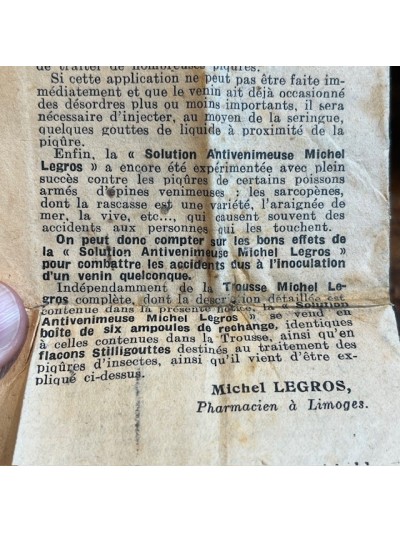 de traiter de nombreuses piqûres.
Si cette application ne peut pas être faite im-
médiatement et que le venin ait déjà occasionné
des désordres plus ou moins importants, il sera
nécessaire d'injecter, au moyen de la seringue,
quelques gouttes de liquide à proximité de la
piqûre.
Enfin, la « Solution Antivenimeuse Michel
Legros » a encore été expérimentée avec plein
succès contre les piqûres de certains poissons
armés d'épines venimeuses ; les sarcopènes,
dont la rascasse est une variété, l'araignée de
mer, la vive, etc..., qui causent souvent des
accidents aux personnes qui les touchent.
On peut donc compter sur les bons effets de
la « Solution Antivenimeuse Michel Legros »
pour combattre les accidents dus à l'inoculation
d'un venin quelconque.
Indépendamment de la Trousse Michel Le-
gros complète, dont la description détaillée est
contenue dans la présente notice, la « Solution
Antivenimeuse Michel Legros » se vend en
boîte de six ampoules de rechange, identiques
à celles contenues dans la Trousse, ainsi qu'en
flacons Stilligouttes destinés au traitement des
piqûres d'insectes, ainsi qu'il vient d'être ex-
pliqué ci-dessus.
Michel LEGROS,
Pharmacien à Limoges.